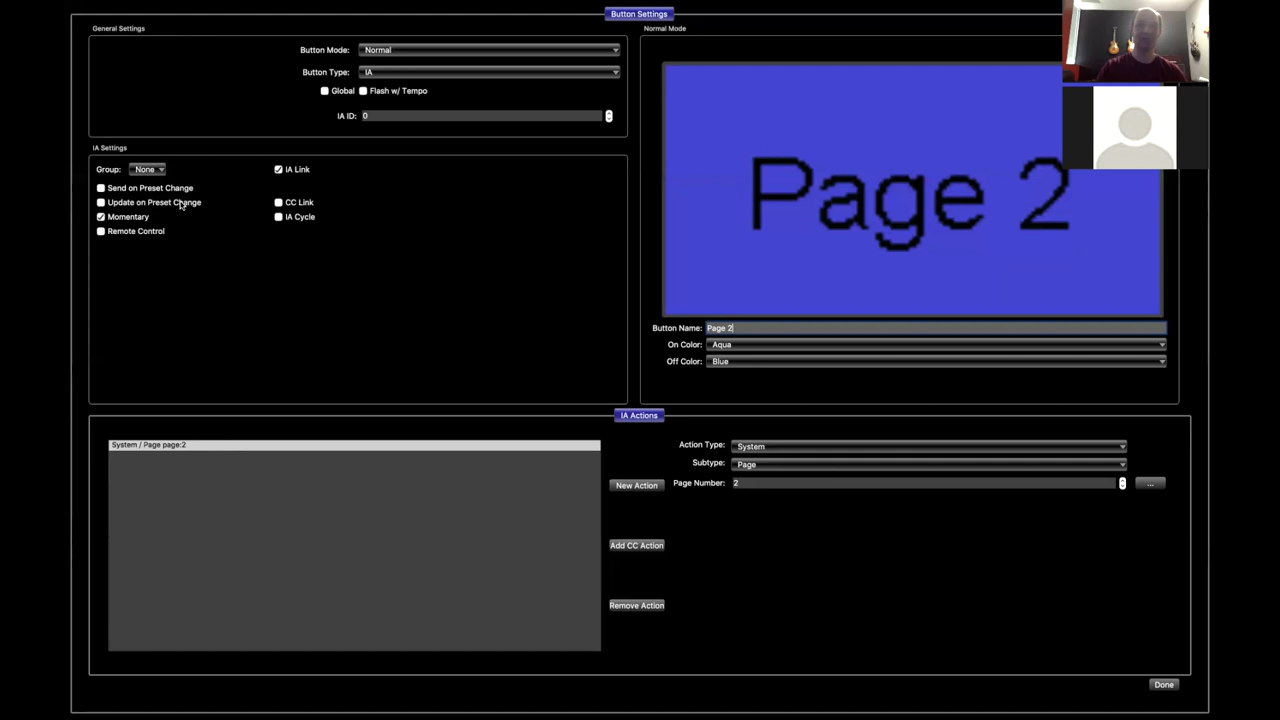 Button Settings
General Settings
Button Mode: Normal
Button Type: IA
Global Flash w/ Tempo
IA ID: 0
IA Settings
Group: None IA Link
Send on Preset Change
Update on Preset Change CC Link
Momentary IA Cycle
Remote Control
Normal Mode
Page 2
Button Name: Page 2
On Color: Aqua
Off Color: Blue
IA Actions
System / Page page:2
New Action
Add CC Action
Remove Action
Action Type: System
Subtype: Page
Page Number: 2 ...
Done